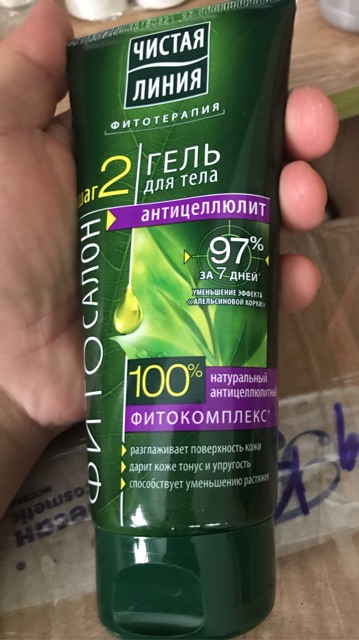 ЧИСТАЯ
ЛИНИЯ
ФИТОТЕРАПИЯ
шаг 2
ГЕЛЬ
для тела
антицеллюлит
ФИТОСАЛОН
97%
ЗА 7 ДНЕЙ
УМЕНЬШЕНИЕ ЭФФЕКТА
«АПЕЛЬСИНОВОЙ КОРКИ»
100%
натуральный
антицеллюлитный
ФИТОКОМПЛЕКС*
разглаживает поверхность кожи
дарит коже тонус и упругость
способствует уменьшению растяжек
cosmetic